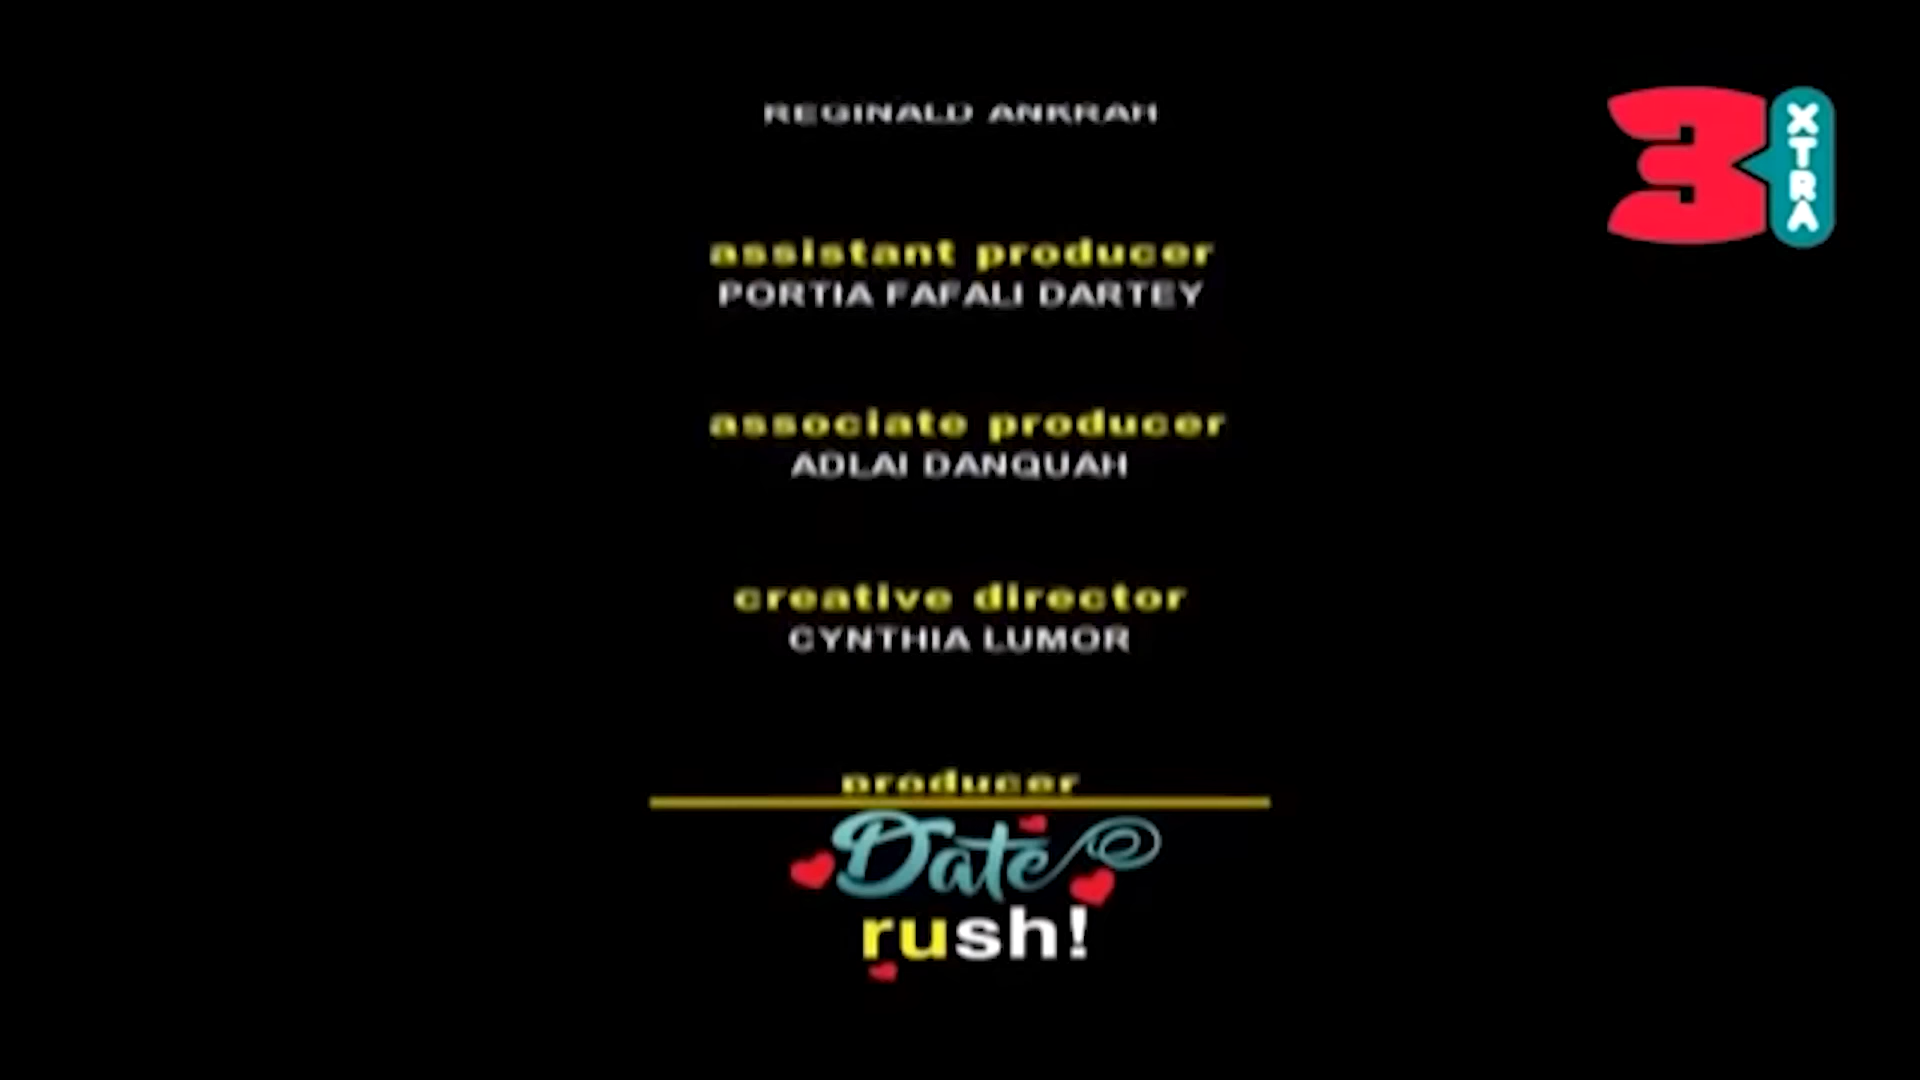 REGINALD ANKRAH
3 XTRA
assistant producer
PORTIA FAFALI DARTEY
associate producer
ADLAI DANQUAH
creative director
CYNTHIA LUMOR
producer
Date
rush!